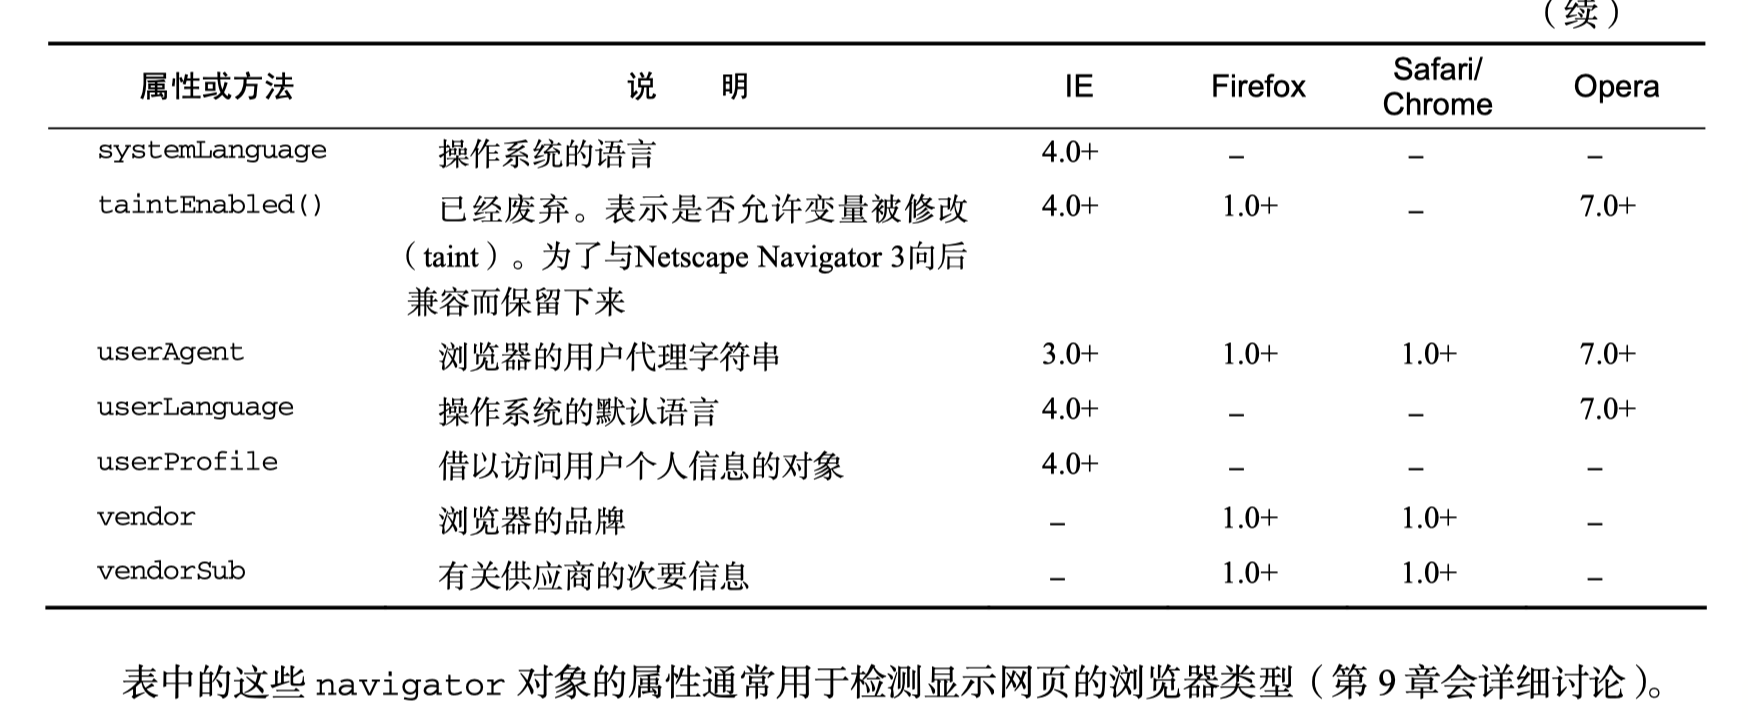 （续）
属性或方法 说 明 IE Firefox Safari/ Chrome Opera
systemLanguage 操作系统的语言 4.0+ – – –
taintEnabled() 已经废弃。表示是否允许变量被修改 4.0+ 1.0+ – 7.0+
（taint）。为了与Netscape Navigator 3向后
兼容而保留下来
userAgent 浏览器的用户代理字符串 3.0+ 1.0+ 1.0+ 7.0+
userLanguage 操作系统的默认语言 4.0+ – – 7.0+
userProfile 借以访问用户个人信息的对象 4.0+ – – –
vendor 浏览器的品牌 – 1.0+ 1.0+ –
vendorSub 有关供应商的次要信息 – 1.0+ 1.0+ –
表中的这些 navigator 对象的属性通常用于检测显示网页的浏览器类型（第 9 章会详细讨论）。